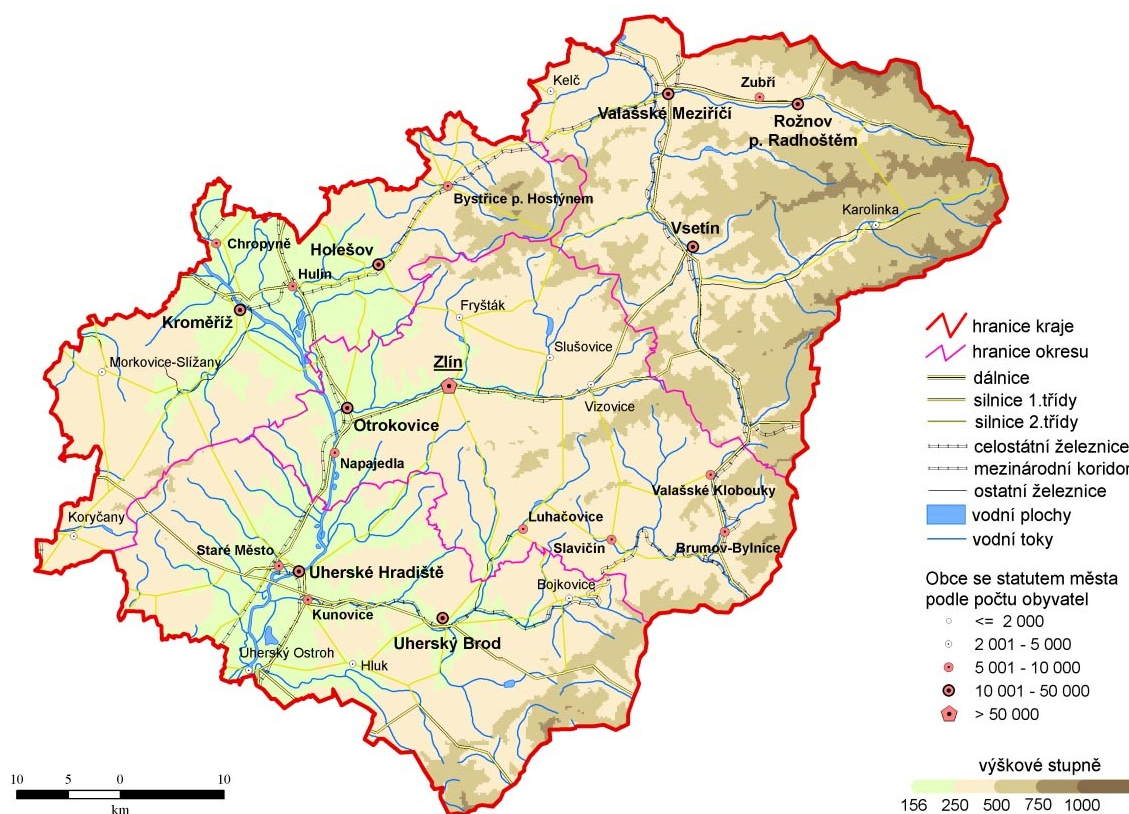 Kelč
Zubří
Valašské Meziříčí
Rožnov
p. Radhoštěm
Bystřice p. Hostýnem
Karolinka
Vsetín
Chropyně
Holešov
Hulín
Fryšták
Kroměříž
Slušovice
Morkovice-Slížany
Zlín
Vizovice
Otrokovice
Napajedla
Valašské Klobouky
Koryčany
Luhačovice
Staré Město
Slavičín
Brumov-Bylnice
Uherské Hradiště
Bojkovice
Kunovice
Uherský Brod
Uherský Ostroh
Hluk
hranice kraje
hranice okresu
dálnice
silnice 1.třídy
silnice 2.třídy
celostátní železnice
mezinárodní koridor
ostatní železnice
vodní plochy
vodní toky
Obce se statutem města
podle počtu obyvatel
<= 2 000
2 001 - 5 000
5 001 - 10 000
10 001 - 50 000
> 50 000
výškové stupně
156 250 500 750 1000
10 5 0 10
km